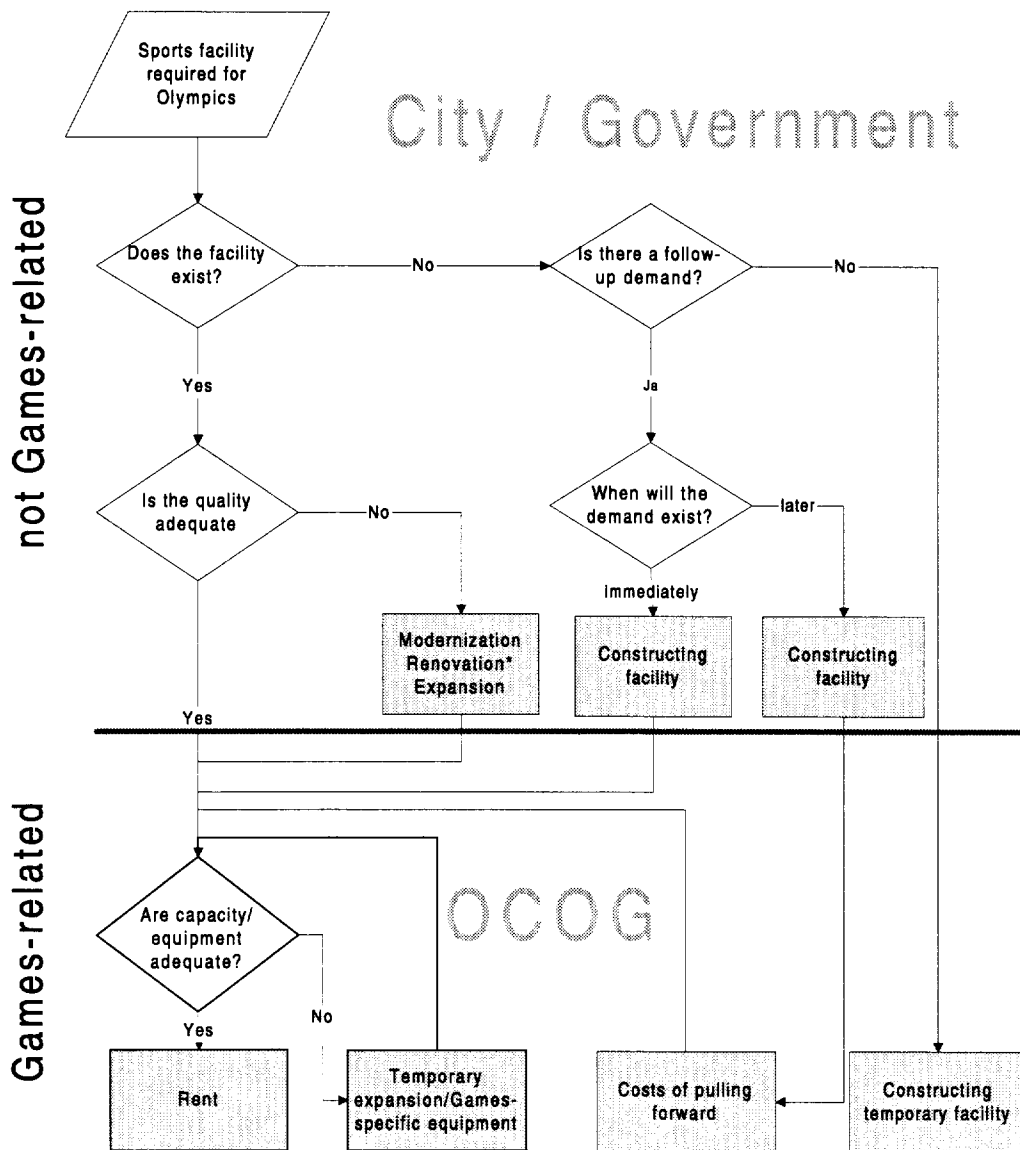 Sports facility
required for
Olympics
City / Government
not Games-related
Does the facility
exist?
No
Is there a follow-
up demand?
No
Yes
Ja
Is the quality
adequate
No
When will the
demand exist?
later
Immediately
Modernization
Renovation*
Expansion
Constructing
facility
Constructing
facility
Yes
Games-related
OCOG
Are capacity/
equipment
adequate?
No
Yes
Rent
Temporary
expansion/Games-
specific equipment
Costs of pulling
forward
Constructing
temporary facility